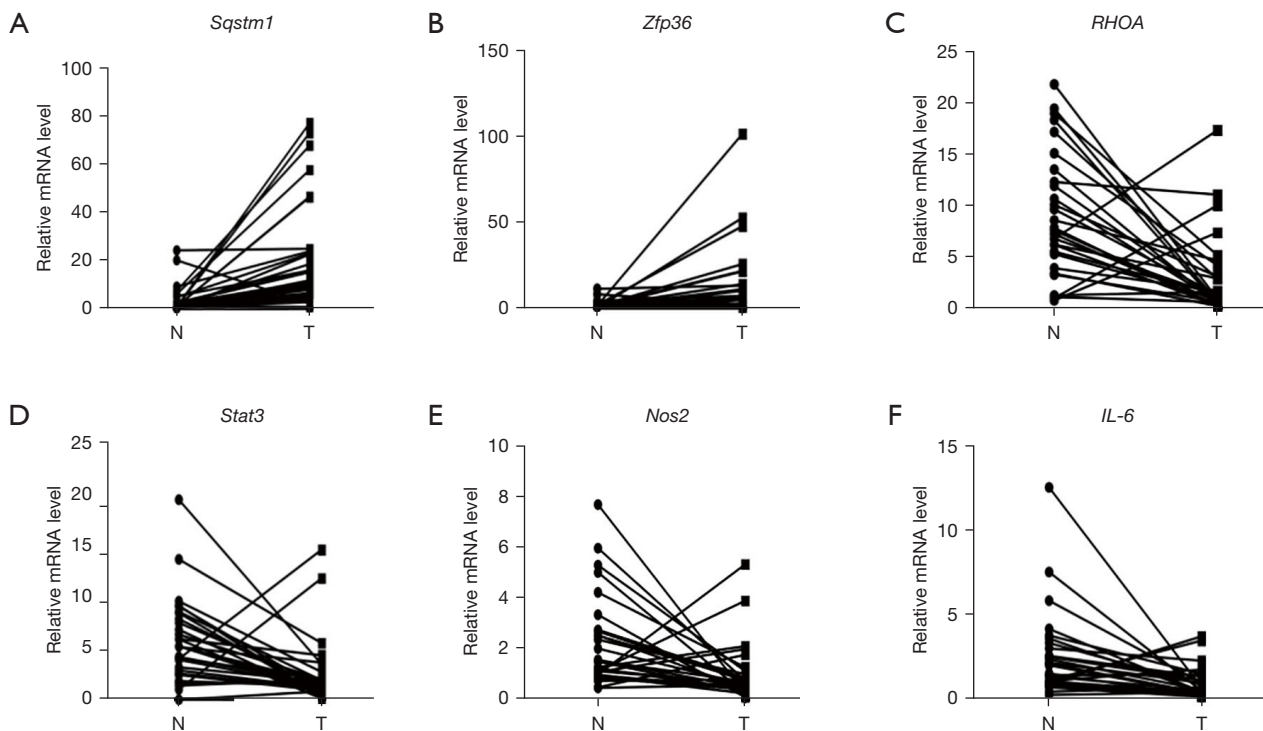 A
Sqstm1
Relative mRNA level
100
80
60
40
20
0
N
T
B
Zfp36
Relative mRNA level
150
100
50
0
N
T
C
RHOA
Relative mRNA level
25
20
15
10
5
0
N
T
D
Stat3
Relative mRNA level
25
20
15
10
5
0
N
T
E
Nos2
Relative mRNA level
10
8
6
4
2
0
N
T
F
IL-6
Relative mRNA level
15
10
5
0
N
T